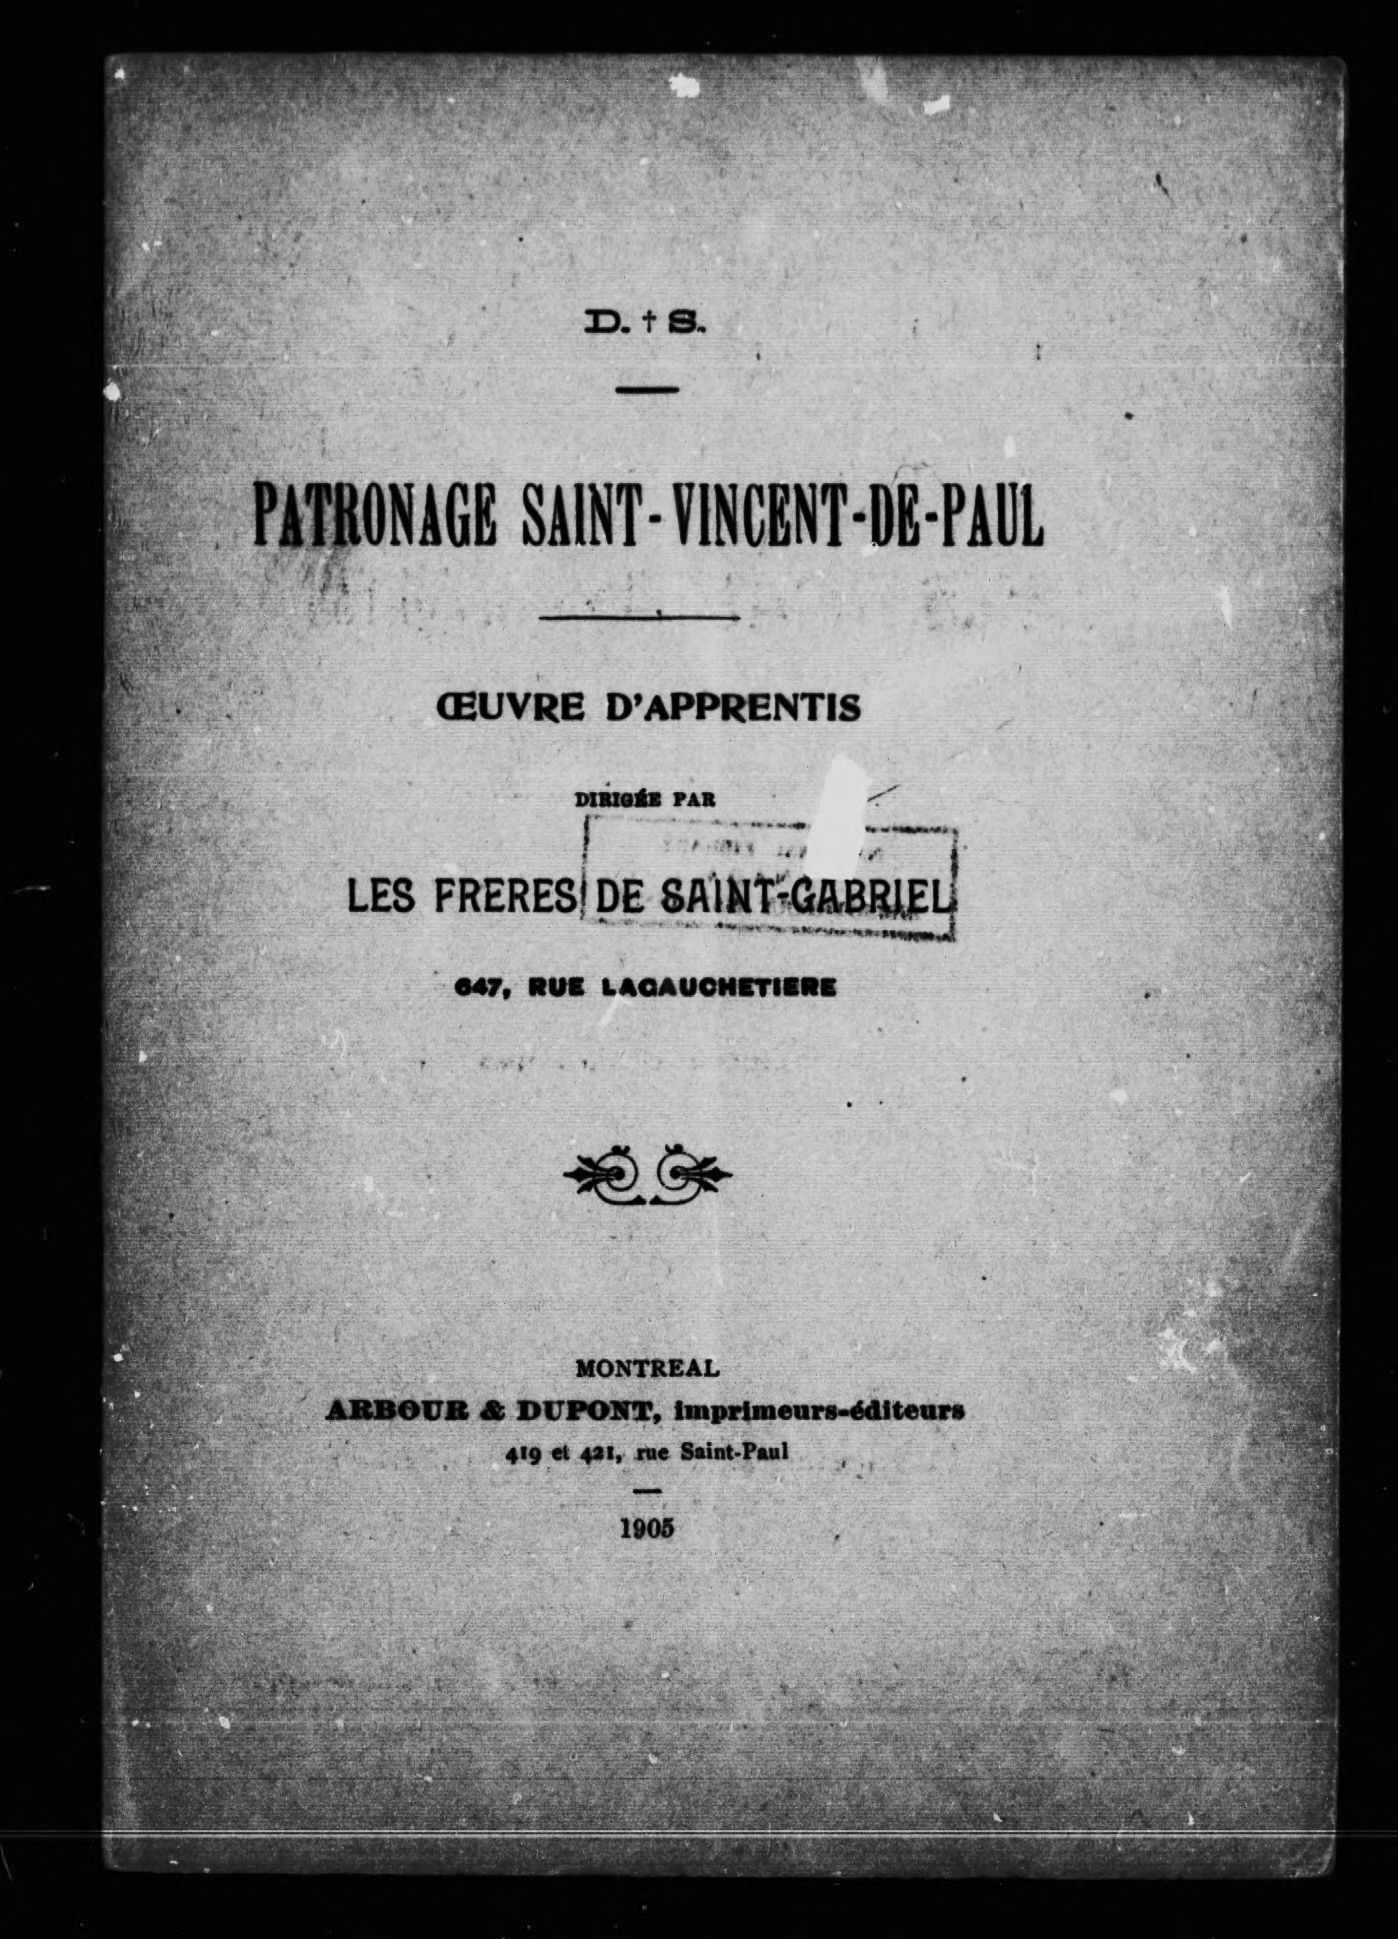 D. † S.
PATRONAGE SAINT-VINCENT-DE-PAUL
ŒUVRE D'APPRENTIS
DIRIGÉE PAR
LES FRERES DE SAINT-GABRIEL
647, RUE LAGAUCHETIERE
MONTREAL
ARBOUR & DUPONT, imprimeurs-éditeurs
419 et 421, rue Saint-Paul
1905